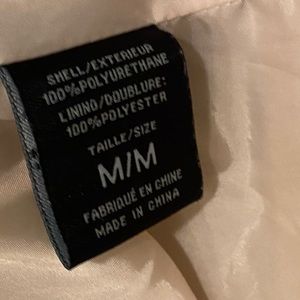 SHELL/EXTERIEUR
100%POLYURETHANE
LINING/DOUBLURE:
100%POLYESTER
TAILLE/SIZE
M/M
FABRIQUÉ EN CHINE
MADE IN CHINA